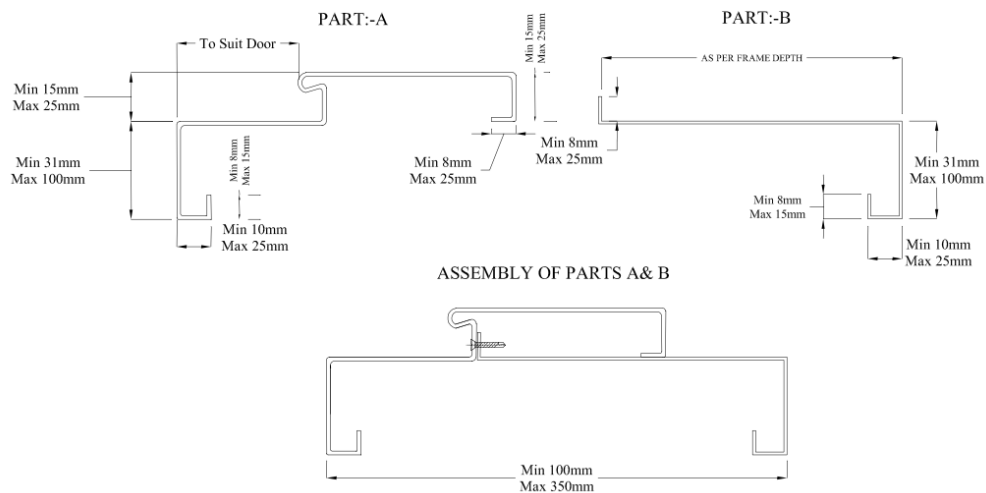 PART:-A
PART:-B
To Suit Door
Min 15mm
Max 25mm
AS PER FRAME DEPTH
Min 15mm
Max 25mm
Min 31mm
Max 100mm
Min 8mm
Max 15mm
Min 8mm
Max 25mm
Min 8mm
Max 25mm
Min 31mm
Max 100mm
Min 8mm
Max 15mm
Min 10mm
Max 25mm
Min 10mm
Max 25mm
ASSEMBLY OF PARTS A& B
Min 100mm
Max 350mm